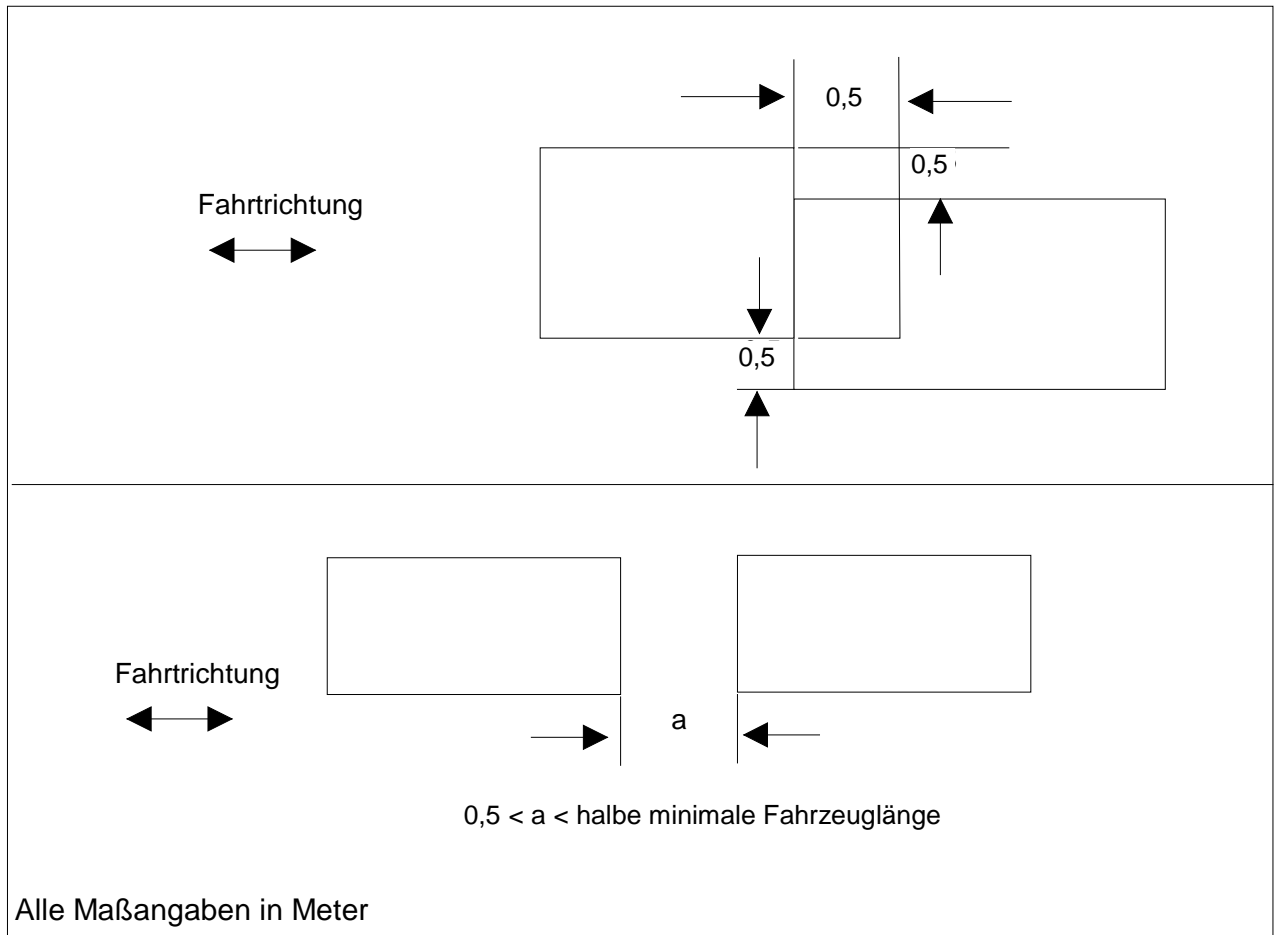 0,5
0,5
Fahrtrichtung
0,5
Fahrtrichtung
a
0,5 < a < halbe minimale Fahrzeuglänge
Alle Maßangaben in Meter